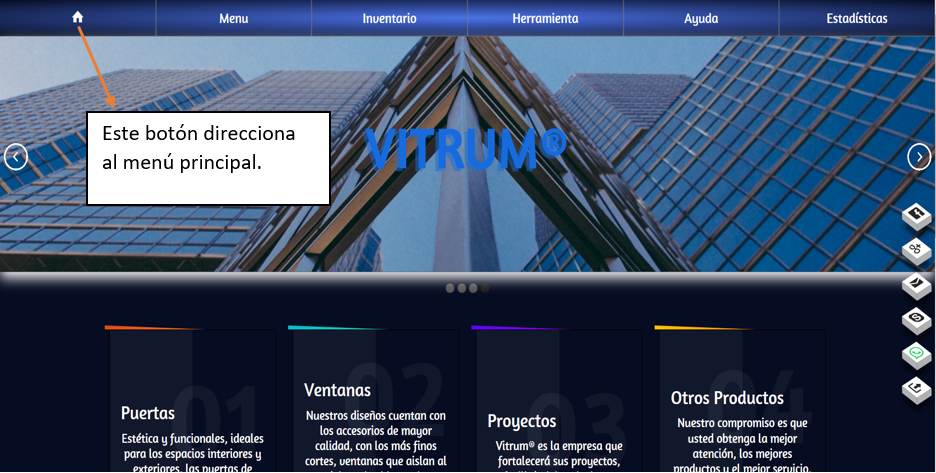 Menu
Inventario
Herramienta
Ayuda
Estadísticas
Este botón direcciona
al menú principal.
VITRUM®
01
Puertas
Estética y funcionales, ideales
para los espacios interiores y
exteriores, las puertas de
02
Ventanas
Nuestros diseños cuentan con
los accesorios de mayor
calidad, con los más finos
cortes, ventanas que aislan al
03
Proyectos
Vitrum® es la empresa que
fortalecerá sus proyectos,
04
Otros Productos
Nuestro compromiso es que
usted obtenga la mejor
atención, los mejores
productos y el mejor servicio.